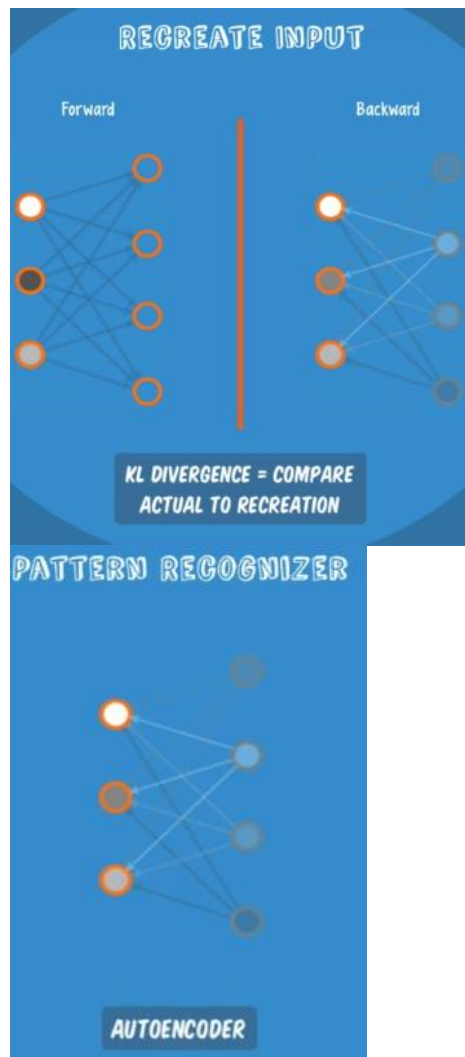 RECREATE INPUT
Forward
Backward
KL DIVERGENCE = COMPARE
ACTUAL TO RECREATION
PATTERN RECOGNIZER
AUTOENCODER